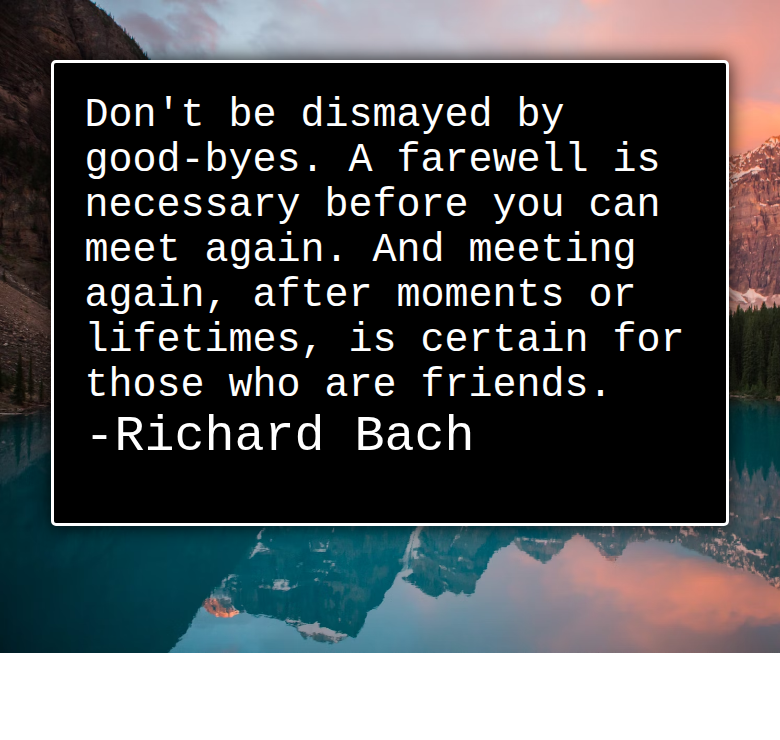 Don't be dismayed by
good-byes. A farewell is
necessary before you can
meet again. And meeting
again, after moments or
lifetimes, is certain for
those who are friends.
-Richard Bach